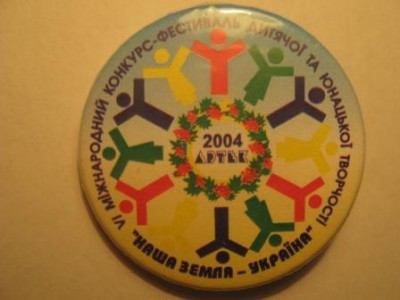 VI МІЖНАРОДНИЙ КОНКУРС-ФЕСТИВАЛЬ ДИТЯЧОЇ ТА ЮНАЦЬКОЇ ТВОРЧОСТІ
"НАША ЗЕМЛЯ – УКРАЇНА"
2004
АРТЕК